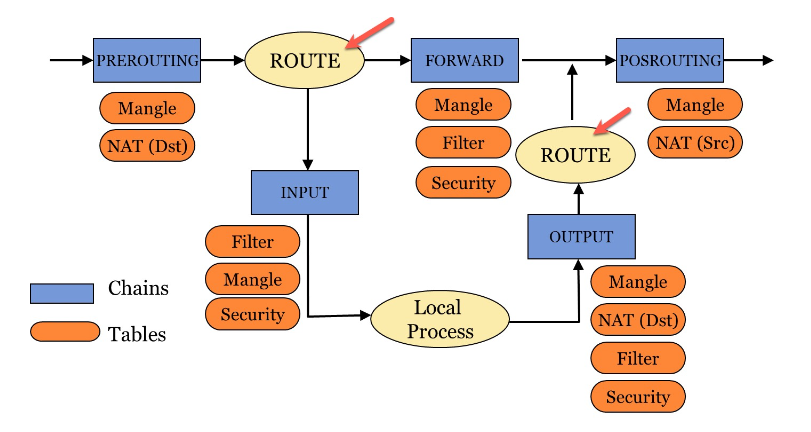 PREROUTING
ROUTE
FORWARD
POSROUTING
Mangle
NAT (Dst)
Mangle
Filter
Security
Mangle
NAT (Src)
ROUTE
INPUT
OUTPUT
Filter
Mangle
Security
Local
Process
Mangle
NAT (Dst)
Filter
Security
Chains
Tables